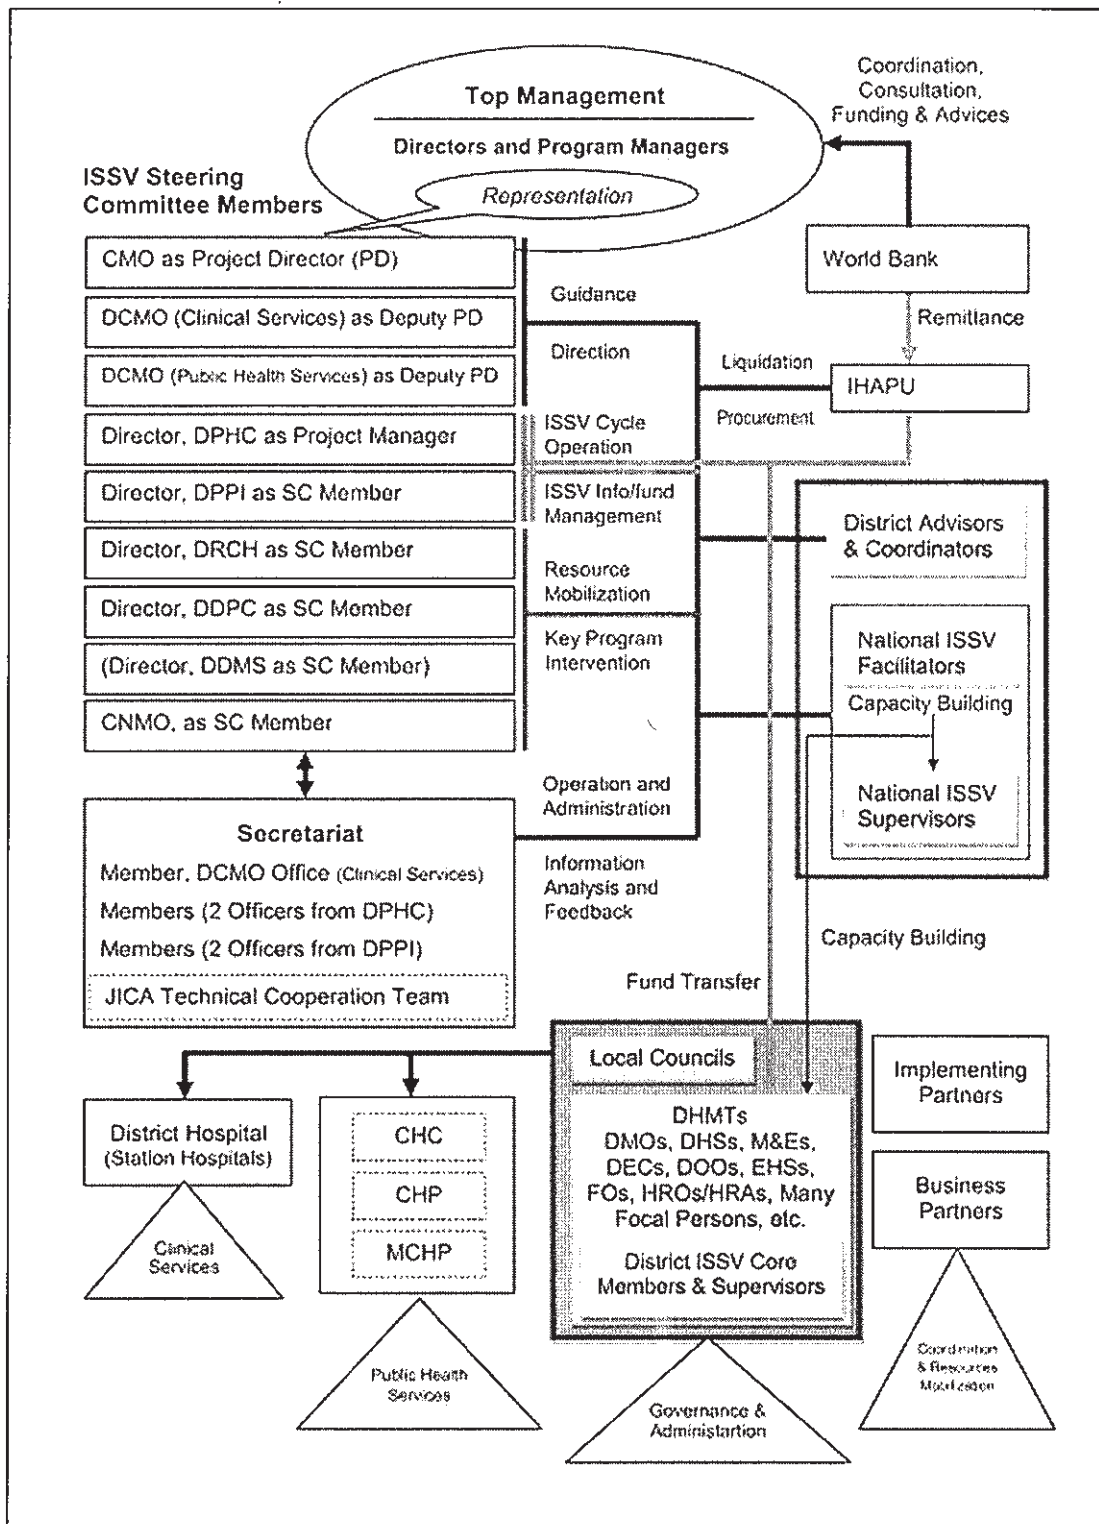 Top Management
Directors and Program Managers
Representation
Coordination,
Consultation,
Funding & Advices
ISSV Steering
Committee Members
CMO as Project Director (PD)
DCMO (Clinical Services) as Deputy PD
DCMO (Public Health Services) as Deputy PD
Director, DPHC as Project Manager
Director, DPPI as SC Member
Director, DRCH as SC Member
Director, DDPC as SC Member
(Director, DDMS as SC Member)
CNMO, as SC Member
Guidance
Direction
ISSV Cycle
Operation
ISSV Info/fund
Management
Resource
Mobilization
Key Program
Intervention
Operation and
Administration
Information
Analysis and
Feedback
World Bank
Remittance
Liquidation
IHAPU
Procurement
District Advisors
& Coordinators
National ISSV
Facilitators
Capacity Building
National ISSV
Supervisors
Secretariat
Member, DCMO Office (Clinical Services)
Members (2 Officers from DPHC)
Members (2 Officers from DPPI)
JICA Technical Cooperation Team
Capacity Building
Fund Transfer
Local Councils
DHMTs
DMOs, DHSs, M&Es,
DECs, DOOs, EHSs,
FOs, HROs/HRAs, Many
Focal Persons, etc.
District ISSV Core
Members & Supervisors
Implementing
Partners
Business
Partners
District Hospital
(Station Hospitals)
CHC
CHP
MCHP
Clinical
Services
Public Health
Services
Governance &
Administartion
Coordination
& Resources
Mobilization